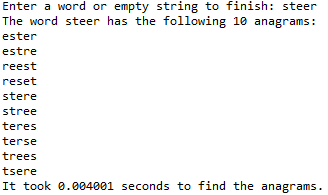 Enter a word or empty string to finish: steer
The word steer has the following 10 anagrams:
ester
estre
reest
reset
stere
stree
teres
terse
trees
tsere
It took 0.004001 seconds to find the anagrams.